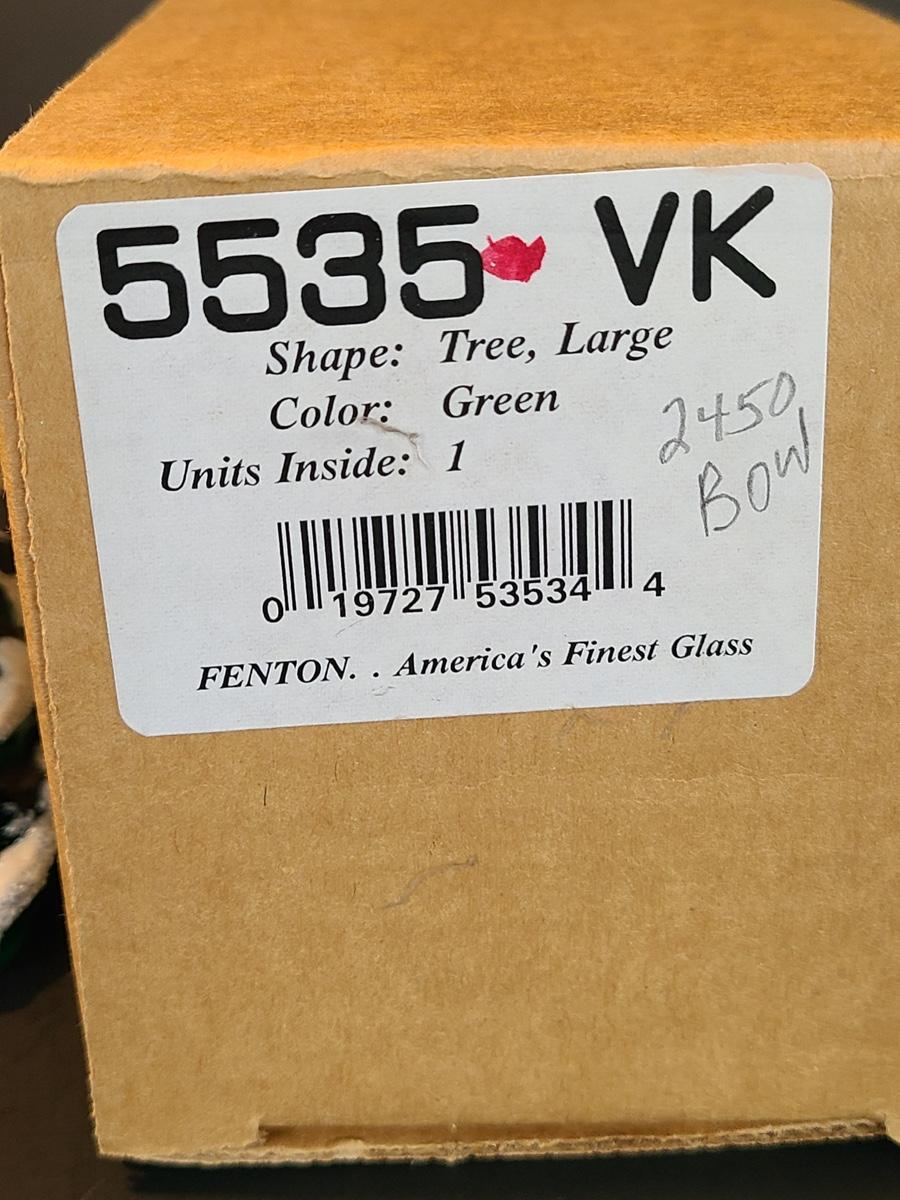 5535 VK
Shape: Tree, Large
Color: Green
Units Inside: 1
2450
BOW
0 19727 53534 4
FENTON. . America's Finest Glass